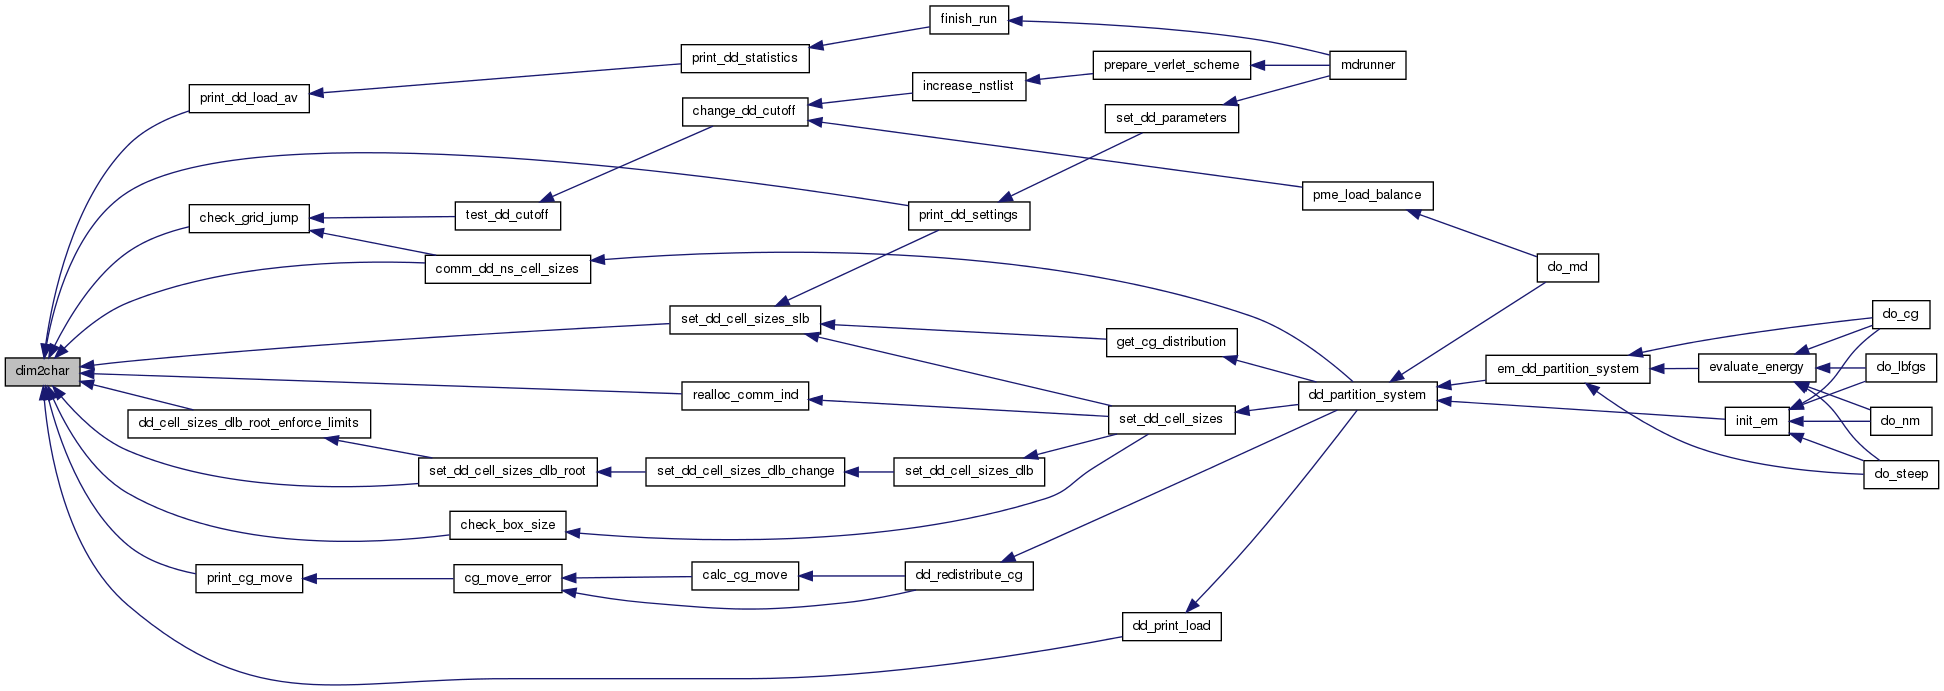 finish_run
print_dd_statistics
prepare_verlet_scheme
mdrunner
print_dd_load_av
increase_nstlist
change_dd_cutoff
set_dd_parameters
pme_load_balance
check_grid_jump
test_dd_cutoff
print_dd_settings
comm_dd_ns_cell_sizes
do_md
set_dd_cell_sizes_slb
do_cg
get_cg_distribution
dim2char
em_dd_partition_system
evaluate_energy
do_lbfgs
realloc_comm_ind
dd_partition_system
dd_cell_sizes_dlb_root_enforce_limits
set_dd_cell_sizes
init_em
do_nm
set_dd_cell_sizes_dlb_root
set_dd_cell_sizes_dlb_change
set_dd_cell_sizes_dlb
do_steep
check_box_size
print_cg_move
cg_move_error
calc_cg_move
dd_redistribute_cg
dd_print_load